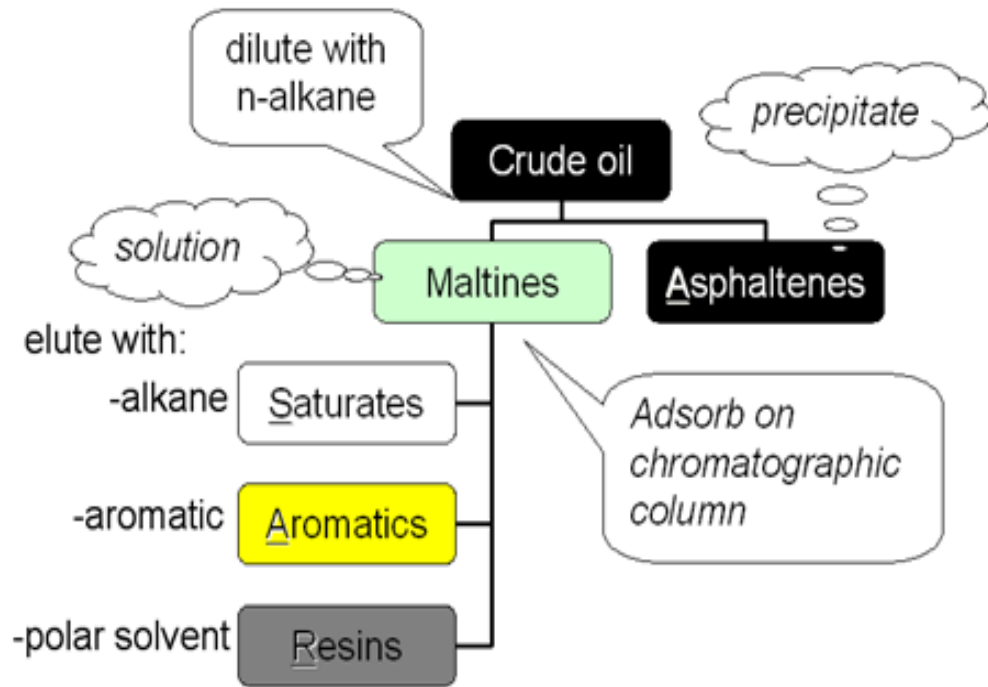 dilute with
n-alkane
precipitate
Crude oil
solution
Maltines
Asphaltenes
elute with:
-alkane
Saturates
Adsorb on
chromatographic
column
-aromatic
Aromatics
-polar solvent
Resins